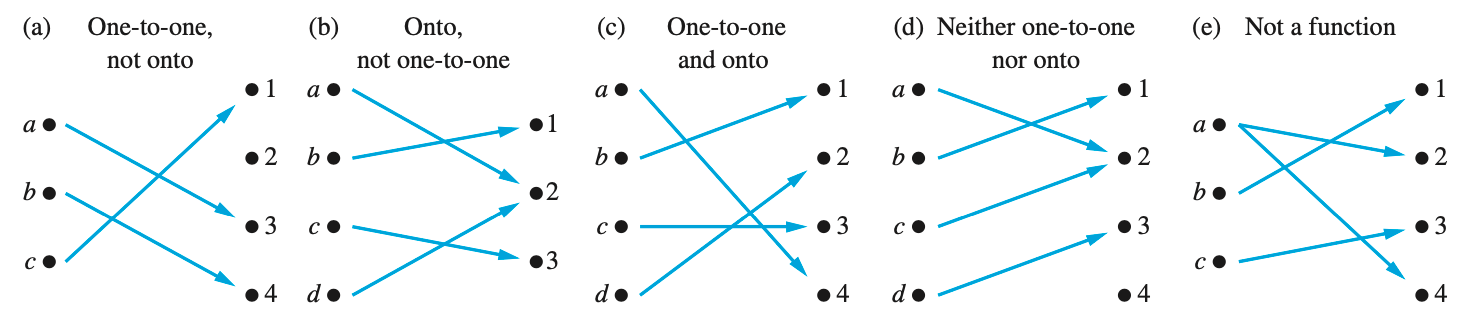 (a) One-to-one,
not onto
a
b
c
1
2
3
4
(b) Onto,
not one-to-one
a
b
c
d
1
2
3
(c) One-to-one
and onto
a
b
c
d
1
2
3
4
(d) Neither one-to-one
nor onto
a
b
c
d
1
2
3
4
(e) Not a function
a
b
c
1
2
3
4